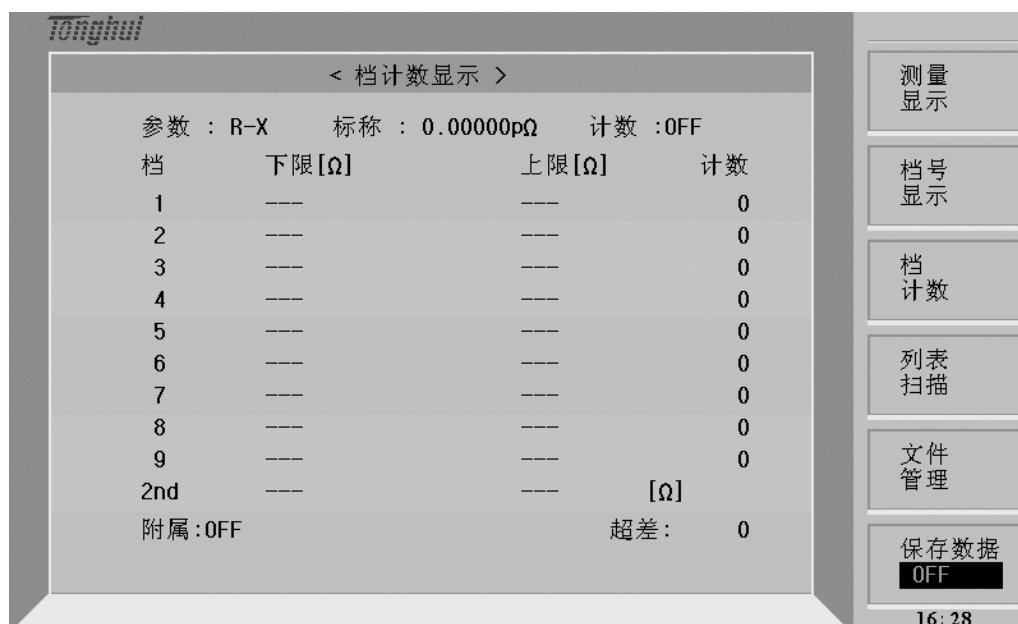 Tonghui
< 档计数显示 >
参数 : R-X 标称 : 0.00000pΩ 计数 :OFF
档 下限[Ω] 上限[Ω] 计数
1 --- --- 0
2 --- --- 0
3 --- --- 0
4 --- --- 0
5 --- --- 0
6 --- --- 0
7 --- --- 0
8 --- --- 0
9 --- --- 0
2nd --- --- [Ω]
附属:OFF 超差: 0
测量
显示
档号
显示
档
计数
列表
扫描
文件
管理
保存数据
OFF
16:28